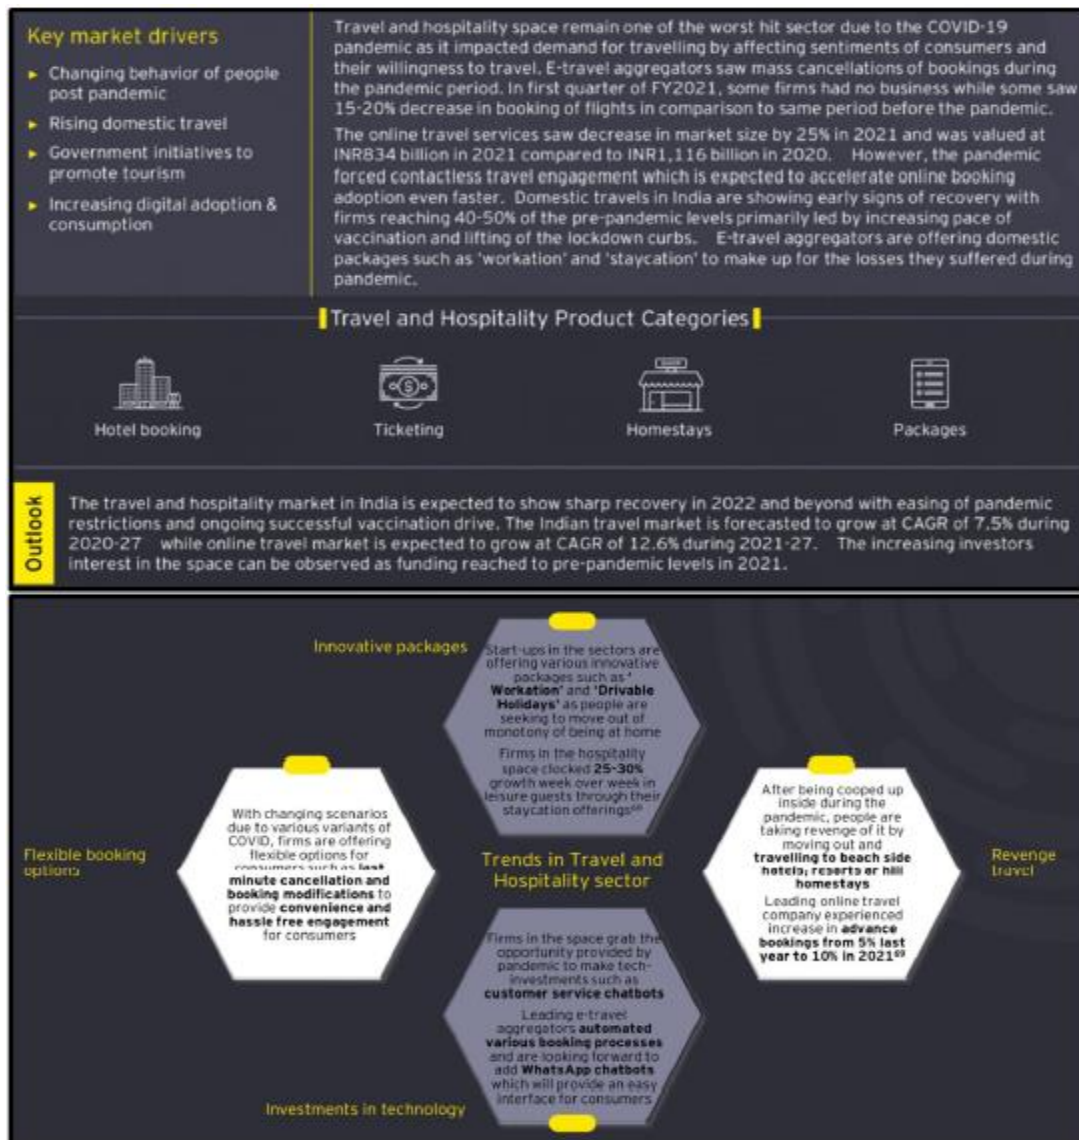 Key market drivers
► Changing behavior of people
post pandemic
► Rising domestic travel
► Government initiatives to
promote tourism
► Increasing digital adoption &
consumption
Travel and hospitality space remain one of the worst hit sector due to the COVID-19
pandemic as it impacted demand for travelling by affecting sentiments of consumers and
their willingness to travel. E-travel aggregators saw mass cancellations of bookings during
the pandemic period. In first quarter of FY2021, some firms had no business while some saw
15-20% decrease in booking of flights in comparison to same period before the pandemic.
The online travel services saw decrease in market size by 25% in 2021 and was valued at
INR834 billion in 2021 compared to INR1,116 billion in 2020. However, the pandemic
forced contactless travel engagement which is expected to accelerate online booking
adoption even faster. Domestic travels in India are showing early signs of recovery with
firms reaching 40-50% of the pre-pandemic levels primarily led by increasing pace of
vaccination and lifting of the lockdown curbs. E-travel aggregators are offering domestic
packages such as 'workation' and 'staycation' to make up for the losses they suffered during
pandemic.
Travel and Hospitality Product Categories
Hotel booking
Ticketing
Homestays
Packages
Outlook
The travel and hospitality market in India is expected to show sharp recovery in 2022 and beyond with easing of pandemic
restrictions and ongoing successful vaccination drive. The Indian travel market is forecasted to grow at CAGR of 7.5% during
2020-27 while online travel market is expected to grow at CAGR of 12.6% during 2021-27. The increasing investors
interest in the space can be observed as funding reached to pre-pandemic levels in 2021.
Innovative packages
Start-ups in the sectors are
offering various innovative
packages such as '
Workation' and 'Drivable
Holidays' as people are
seeking to move out of
monotony of being at home
Firms in the hospitality
space clocked 25-30%
growth week over week in
leisure guests through their
staycation offerings⁶⁸
Flexible booking
options
With changing scenarios
due to various variants of
COVID, firms are offering
flexible options for
consumers such as last
minute cancellation and
booking modifications to
provide convenience and
hassle free engagement
for consumers
Trends in Travel and
Hospitality sector
After being cooped up
inside during the
pandemic, people are
taking revenge of it by
moving out and
travelling to beach side
hotels, resorts or hill
homestays
Leading online travel
company experienced
increase in advance
bookings from 5% last
year to 10% in 2021⁶⁹
Revenge
travel
Firms in the space grab the
opportunity provided by
pandemic to make tech-
investments such as
customer service chatbots
Leading e-travel
aggregators automated
various booking processes
and are looking forward to
add WhatsApp chatbots
which will provide an easy
interface for consumers
Investments in technology